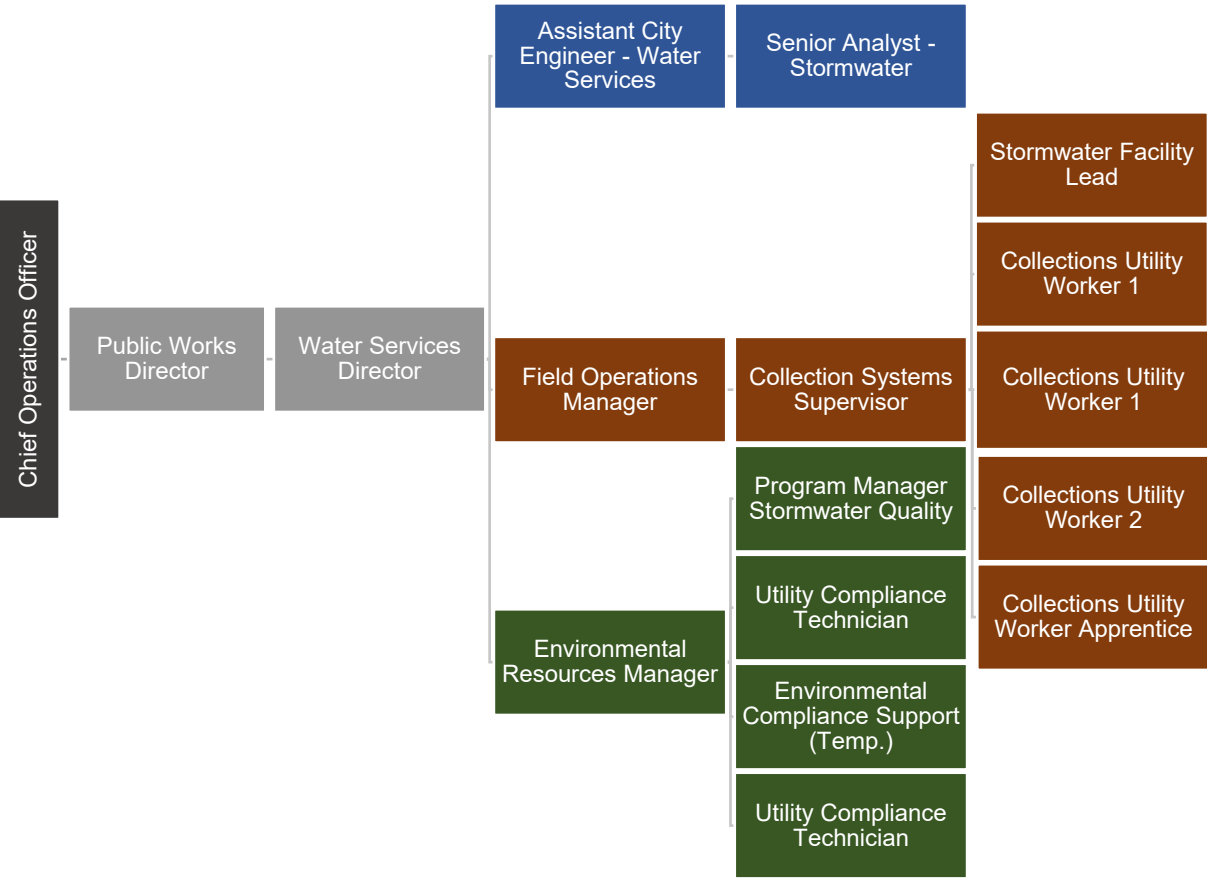 Chief Operations Officer
Public Works
Director
Water Services
Director
Assistant City
Engineer - Water
Services
Senior Analyst -
Stormwater
Field Operations
Manager
Collection Systems
Supervisor
Stormwater Facility
Lead
Collections Utility
Worker 1
Collections Utility
Worker 1
Collections Utility
Worker 2
Collections Utility
Worker Apprentice
Environmental
Resources Manager
Program Manager
Stormwater Quality
Utility Compliance
Technician
Environmental
Compliance Support
(Temp.)
Utility Compliance
Technician